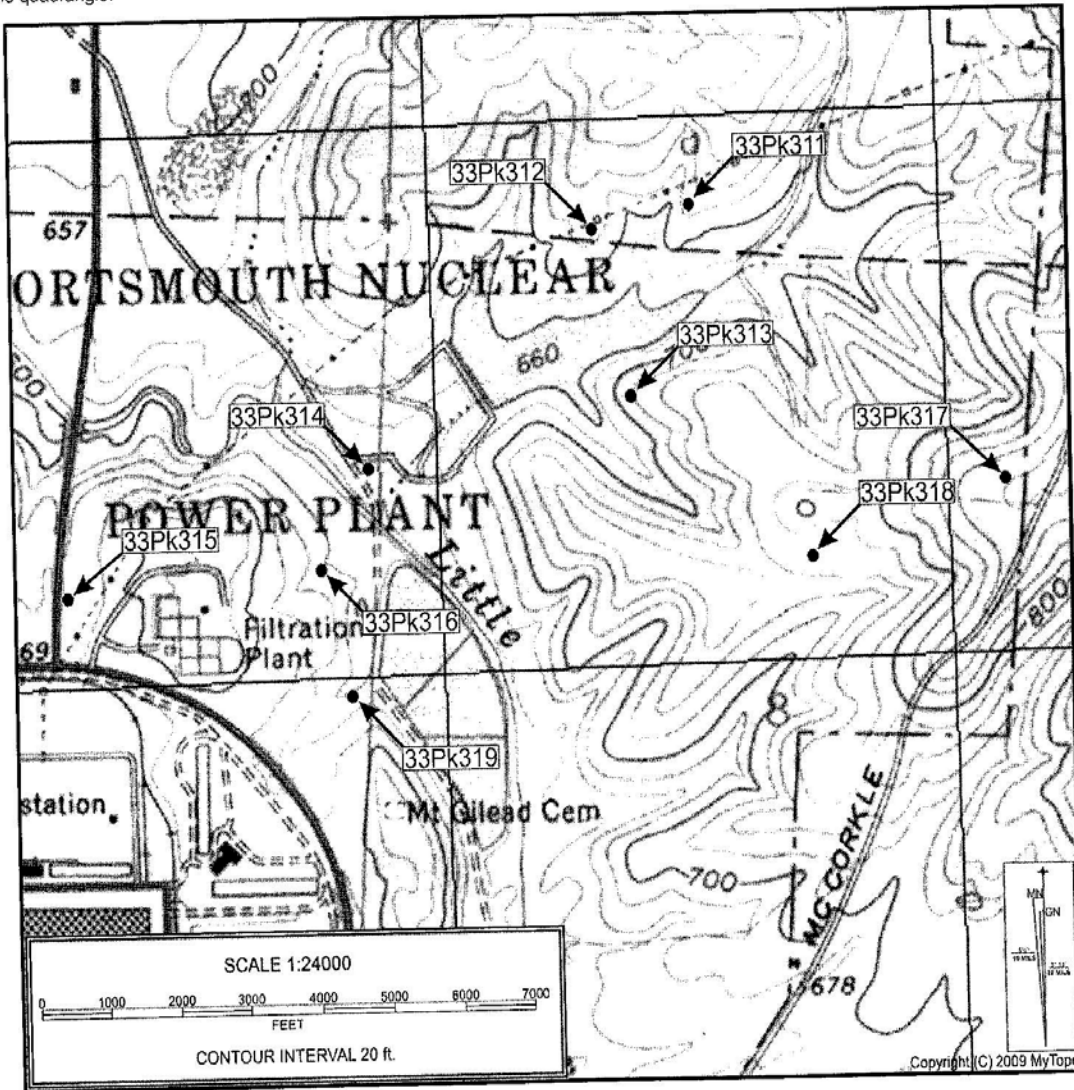 quadrangle.
700
33Pk312
33Pk311
657
ORTSMOUTH NUCLEAR
33Pk313
660
33Pk314
33Pk317
33Pk318
POWER PLANT
33Pk315
Little
33Pk316
Filtration
Plant
69
800
33Pk319
station
Mt Gilead Cem
700
MC CORKLE
678
MN
GN
SCALE 1:24000
0 1000 2000 3000 4000 5000 6000 7000
FEET
CONTOUR INTERVAL 20 ft.
Copyright (C) 2009 MyTopo